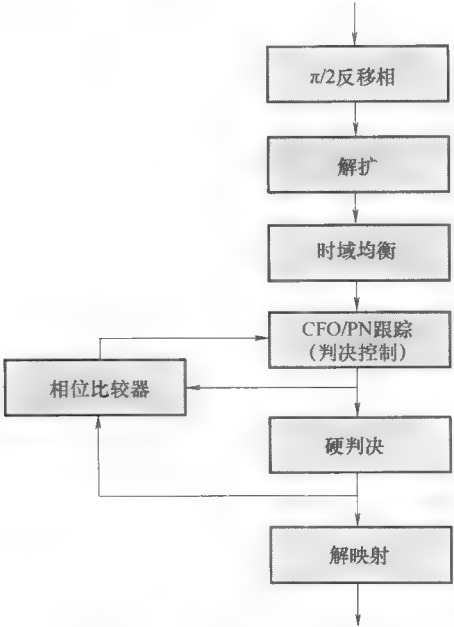 π/2反移相
解扩
时域均衡
CFO/PN跟踪
（判决控制）
相位比较器
硬判决
解映射